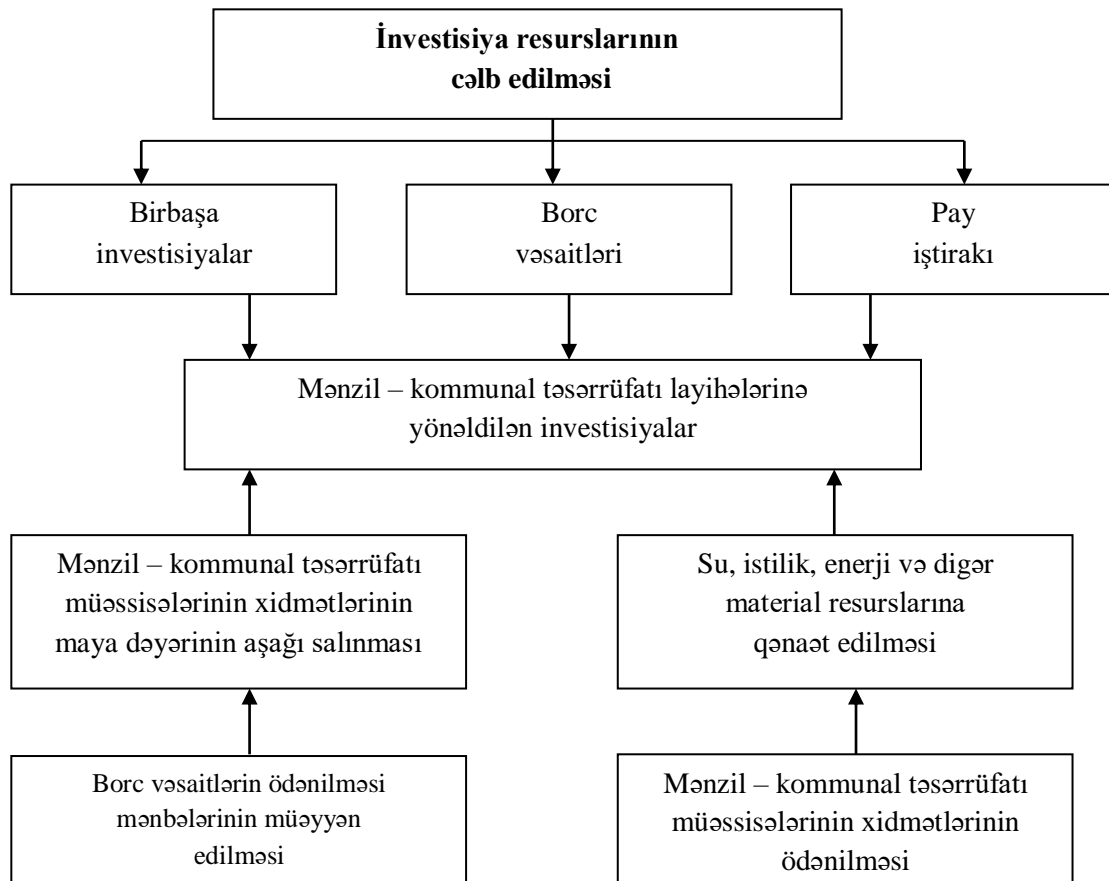 İnvestisiya resurslarının
cəlb edilməsi
Birbaşa
investisiyalar
Borc
vəsaitləri
Pay
iştirakı
Mənzil – kommunal təsərrüfatı layihələrinə
yönəldilən investisiyalar
Mənzil – kommunal təsərrüfatı
müəssisələrinin xidmətlərinin
maya dəyərinin aşağı salınması
Su, istilik, enerji və digər
material resurslarına
qənaət edilməsi
Borc vəsaitlərin ödənilməsi
mənbələrinin müəyyən
edilməsi
Mənzil – kommunal təsərrüfatı
müəssisələrinin xidmətlərinin
ödənilməsi